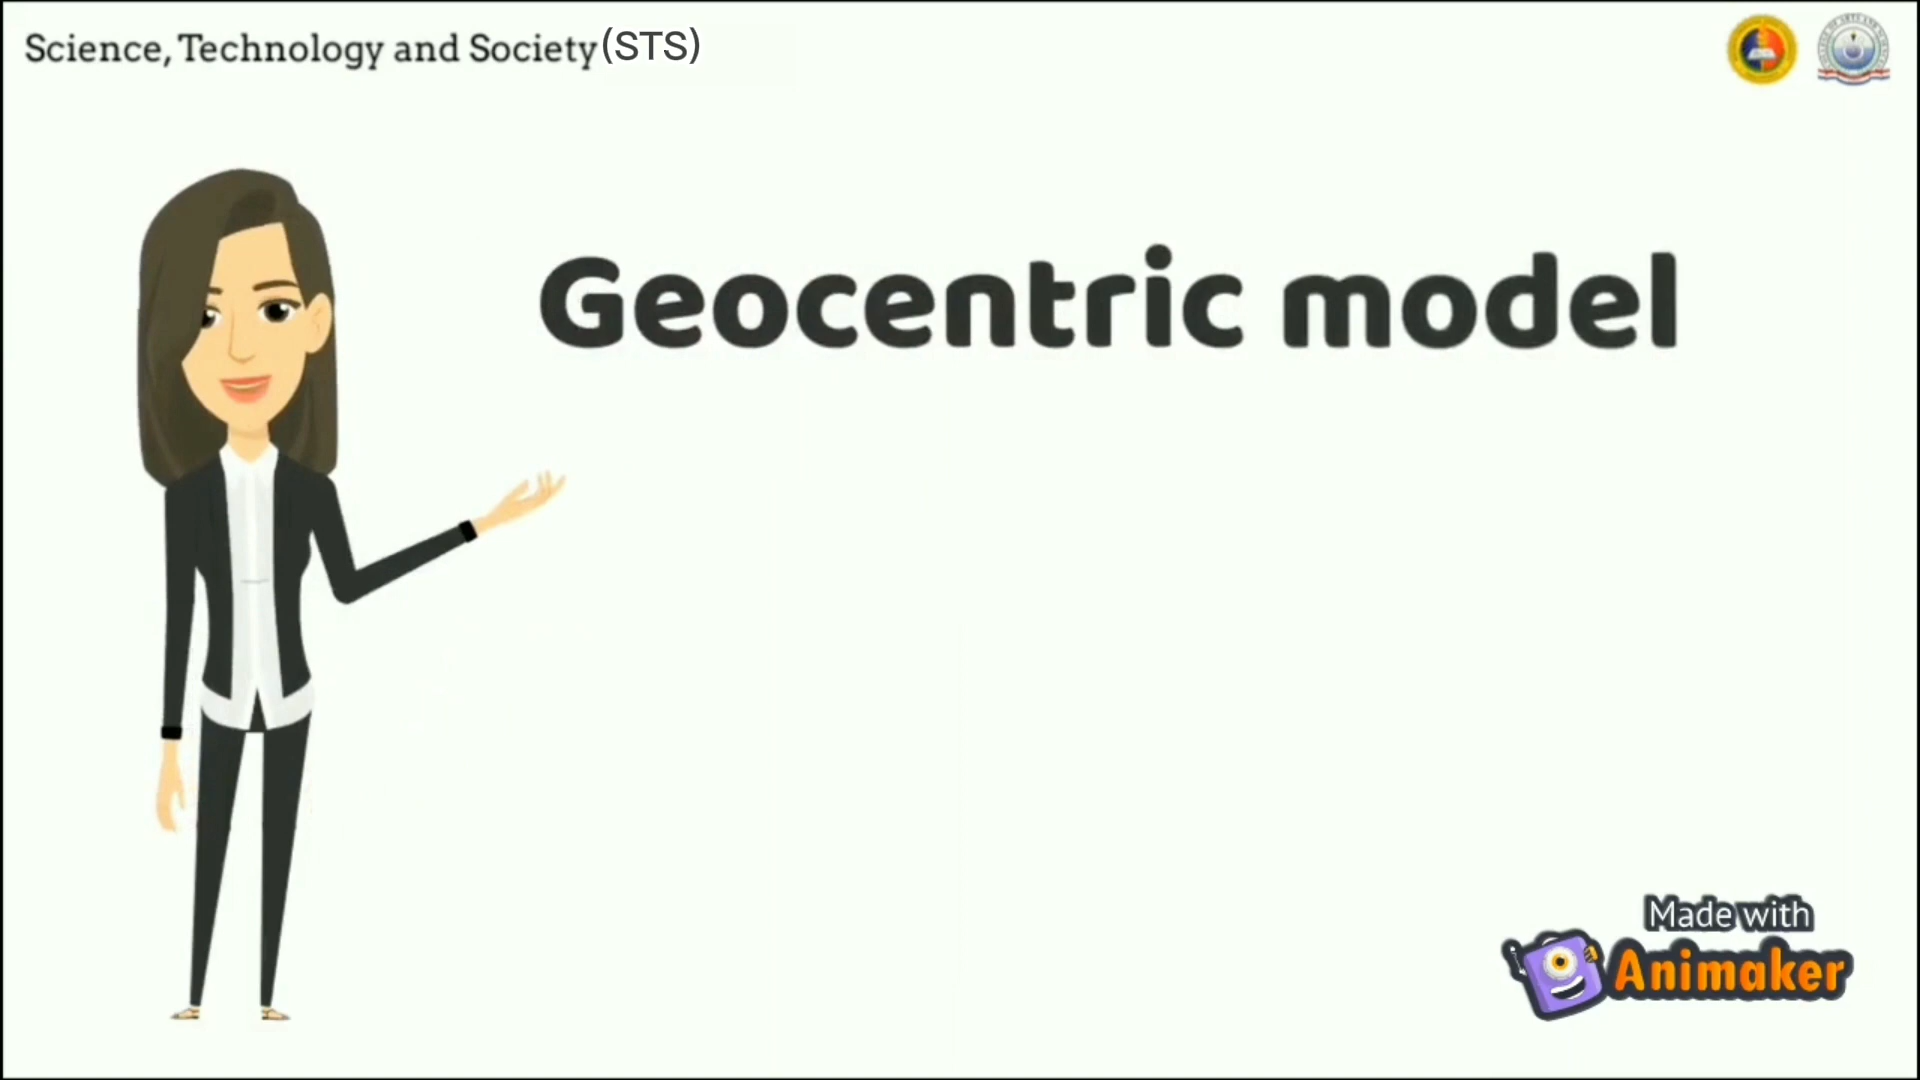 Science, Technology and Society (STS)
Geocentric model
Made with
Animaker